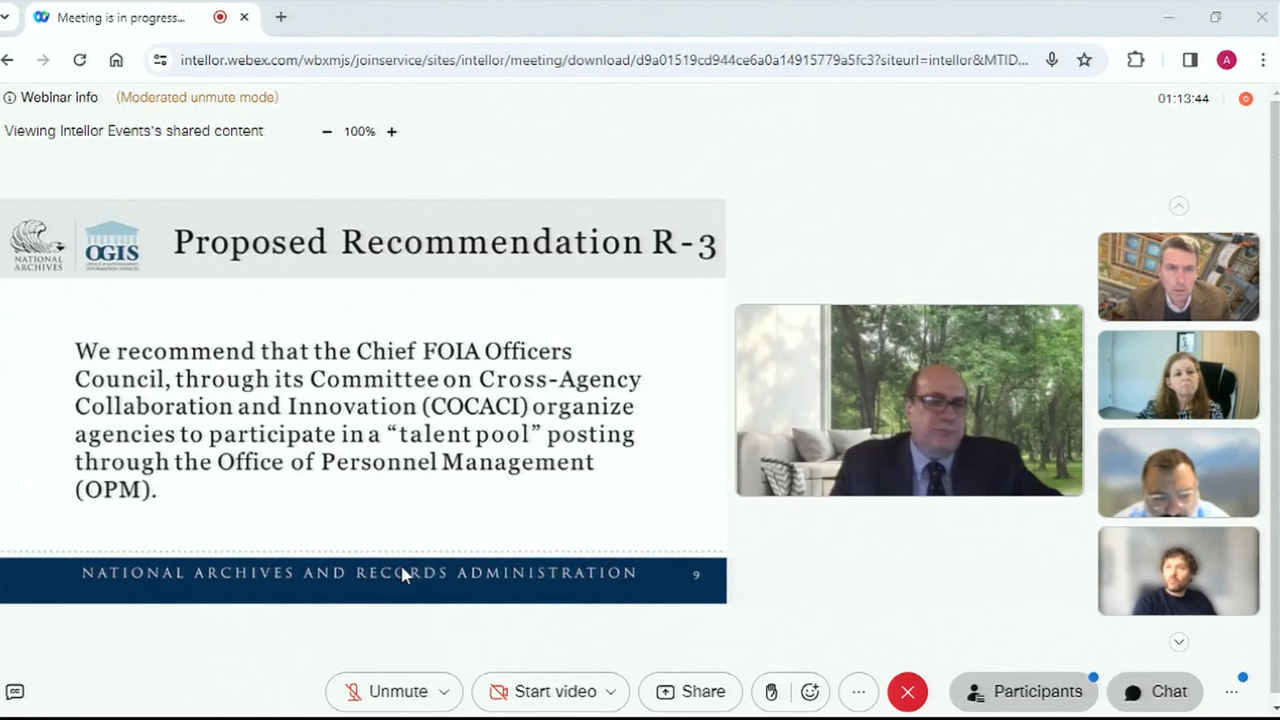 Meeting is in progress...
intellor.webex.com/wbxmjs/joinservice/sites/intellor/meeting/download/d9a01519cd944ce6a0a14915779a5fc3?siteurl=intellor&MTID...
A
Webinar Info (Moderated unmute mode)
01:13:44
Viewing Intellor Events's shared content
100%
NATIONAL
ARCHIVES
OGIS
Proposed Recommendation R-3
We recommend that the Chief FOIA Officers
Council, through its Committee on Cross-Agency
Collaboration and Innovation (COCACI) organize
agencies to participate in a “talent pool” posting
through the Office of Personnel Management
(OPM).
NATIONAL ARCHIVES AND RECORDS ADMINISTRATION
9
Unmute
Start video
Share
Participants
Chat